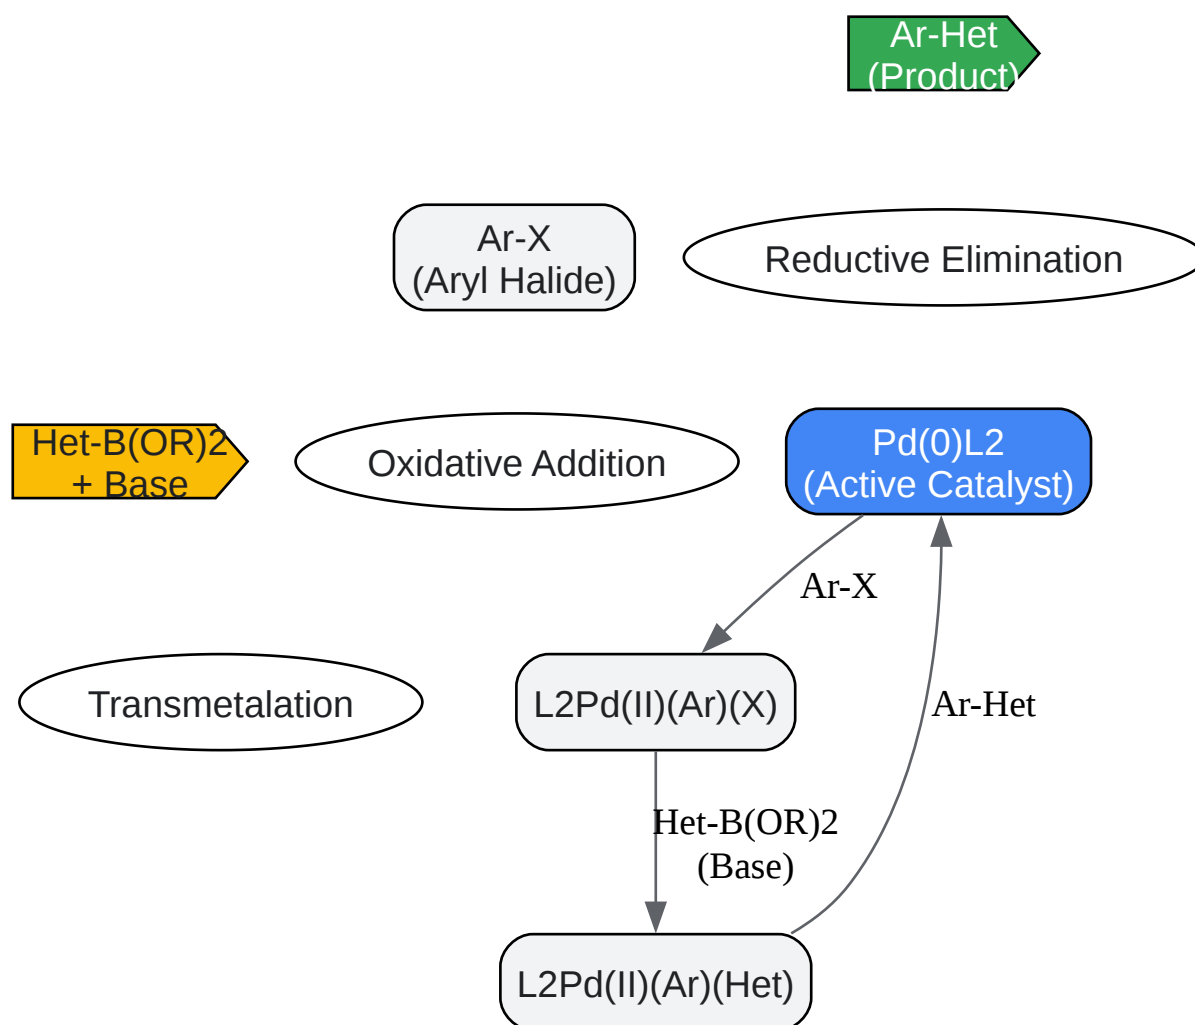 Ar-Het
(Product)
Ar-X
(Aryl Halide)
Reductive Elimination
Het-B(OR)2
+ Base
Oxidative Addition
Pd(0)L2
(Active Catalyst)
Ar-X
Transmetalation
L2Pd(II)(Ar)(X)
Ar-Het
Het-B(OR)2
(Base)
L2Pd(II)(Ar)(Het)